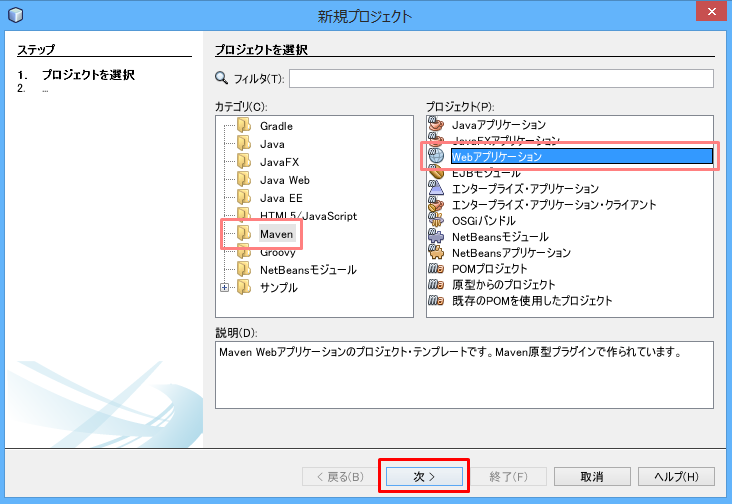 新規プロジェクト
ステップ
1. プロジェクトを選択
2. ...
プロジェクトを選択
フィルタ(T):
カテゴリ(C):
Gradle
Java
JavaFX
Java Web
Java EE
HTML5/JavaScript
Maven
Groovy
NetBeansモジュール
サンプル
プロジェクト(P):
Javaアプリケーション
JavaFXアプリケーション
Webアプリケーション
EJBモジュール
エンタープライズ・アプリケーション
エンタープライズ・アプリケーション・クライアント
OSGiバンドル
NetBeansモジュール
NetBeansアプリケーション
POMプロジェクト
原型からのプロジェクト
既存のPOMを使用したプロジェクト
説明(D):
Maven Webアプリケーションのプロジェクト・テンプレートです。Maven原型プラグインで作られています。
< 戻る(B)
次 >
終了(F)
取消
ヘルプ(H)